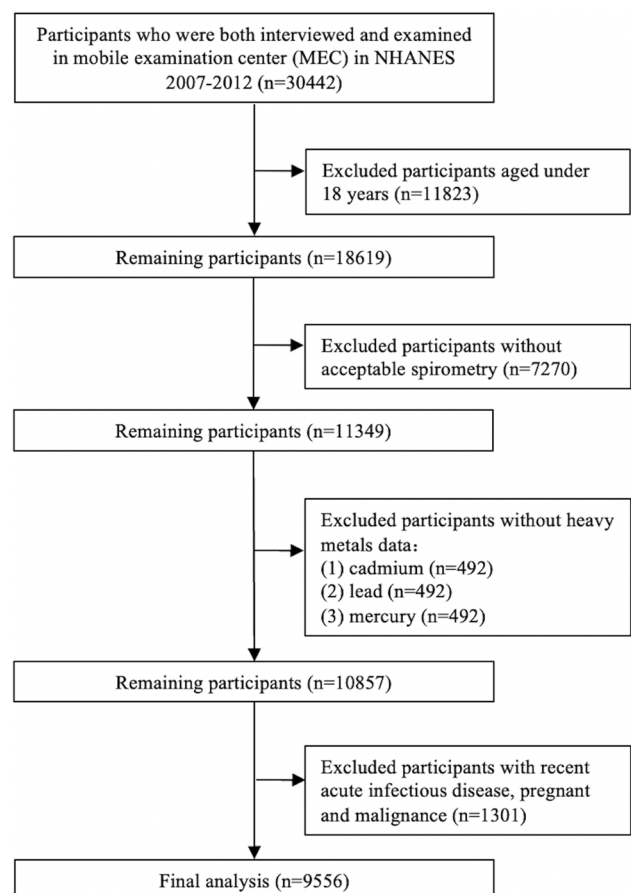 Participants who were both interviewed and examined
in mobile examination center (MEC) in NHANES
2007-2012 (n=30442)
Excluded participants aged under
18 years (n=11823)
Remaining participants (n=18619)
Excluded participants without
acceptable spirometry (n=7270)
Remaining participants (n=11349)
Excluded participants without heavy
metals data:
(1) cadmium (n=492)
(2) lead (n=492)
(3) mercury (n=492)
Remaining participants (n=10857)
Excluded participants with recent
acute infectious disease, pregnant
and malignance (n=1301)
Final analysis (n=9556)